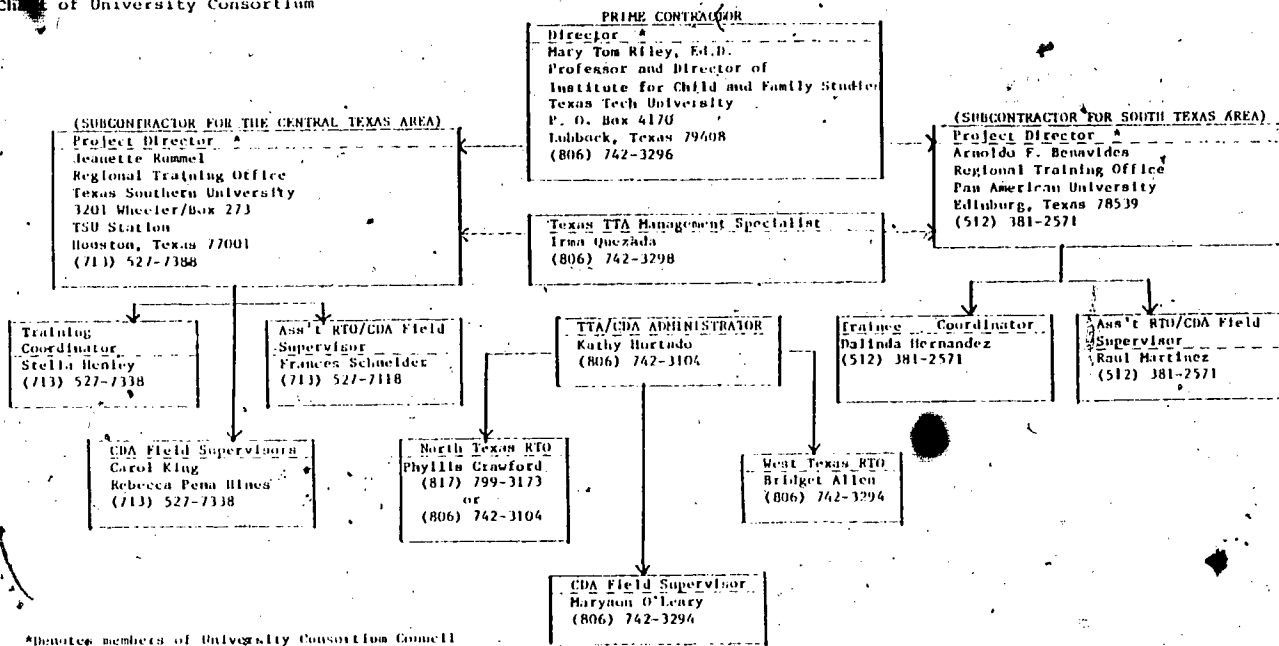 of University Consortium
PRIME CONTRACTOR
Director *
Mary Tom Riley, Ed.D.
Professor and Director of
Institute for Child and Family Studies
Texas Tech University
P. O. Box 4170
Lubbock, Texas 79408
(806) 742-3296
(SUBCONTRACTOR FOR THE CENTRAL TEXAS AREA)
Project Director *
Jeanette Rummel
Regional Training Office
Texas Southern University
3201 Wheeler/Box 273
TSU Station
Houston, Texas 77001
(713) 527-7388
(SUBCONTRACTOR FOR SOUTH TEXAS AREA)
Project Director *
Arnoldo F. Benavides
Regional Training Office
Pan American University
Edinburg, Texas 78539
(512) 381-2571
Texas TTA Management Specialist
Irma Quezada
(806) 742-3298
Training
Coordinator
Stella Henley
(713) 527-7338
Ass't RTO/CDA Field
Supervisor
Frances Schneider
(713) 527-7118
TTA/CDA ADMINISTRATOR
Kathy Hurtado
(806) 742-3104
Trainee Coordinator
Dalinda Hernandez
(512) 381-2571
Ass't RTO/CDA Field
Supervisor
Raul Martinez
(512) 381-2571
CDA Field Supervisors
Carol King
Rebecca Pena Hines
(713) 527-7338
North Texas RTO
Phyllis Crawford
(817) 799-3173
or
(806) 742-3104
West Texas RTO
Bridget Allen
(806) 742-3294
CDA Field Supervisor
Marynon O'Leary
(806) 742-3294
*Denotes members of University Consortium Council